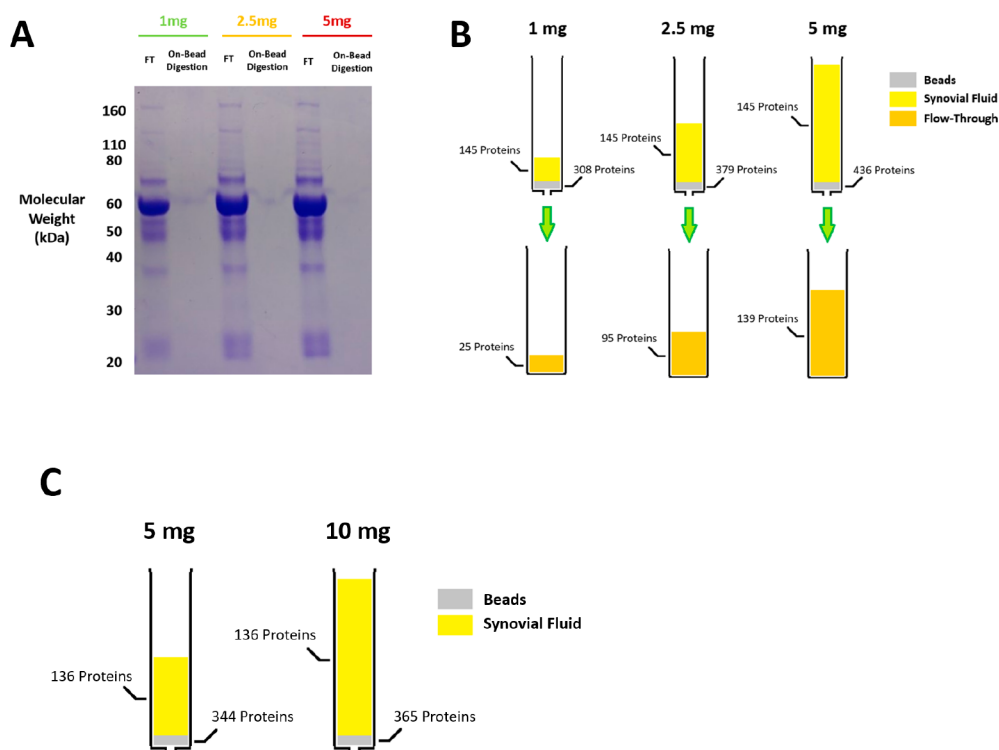 A
1mg
2.5mg
5mg
FT
On-Bead
Digestion
FT
On-Bead
Digestion
FT
On-Bead
Digestion
160
110
80
60
50
40
30
20
Molecular
Weight
(kDa)
B
1 mg
2.5 mg
5 mg
Beads
Synovial Fluid
Flow-Through
145 Proteins
308 Proteins
145 Proteins
379 Proteins
145 Proteins
436 Proteins
25 Proteins
95 Proteins
139 Proteins
C
5 mg
10 mg
Beads
Synovial Fluid
136 Proteins
344 Proteins
136 Proteins
365 Proteins